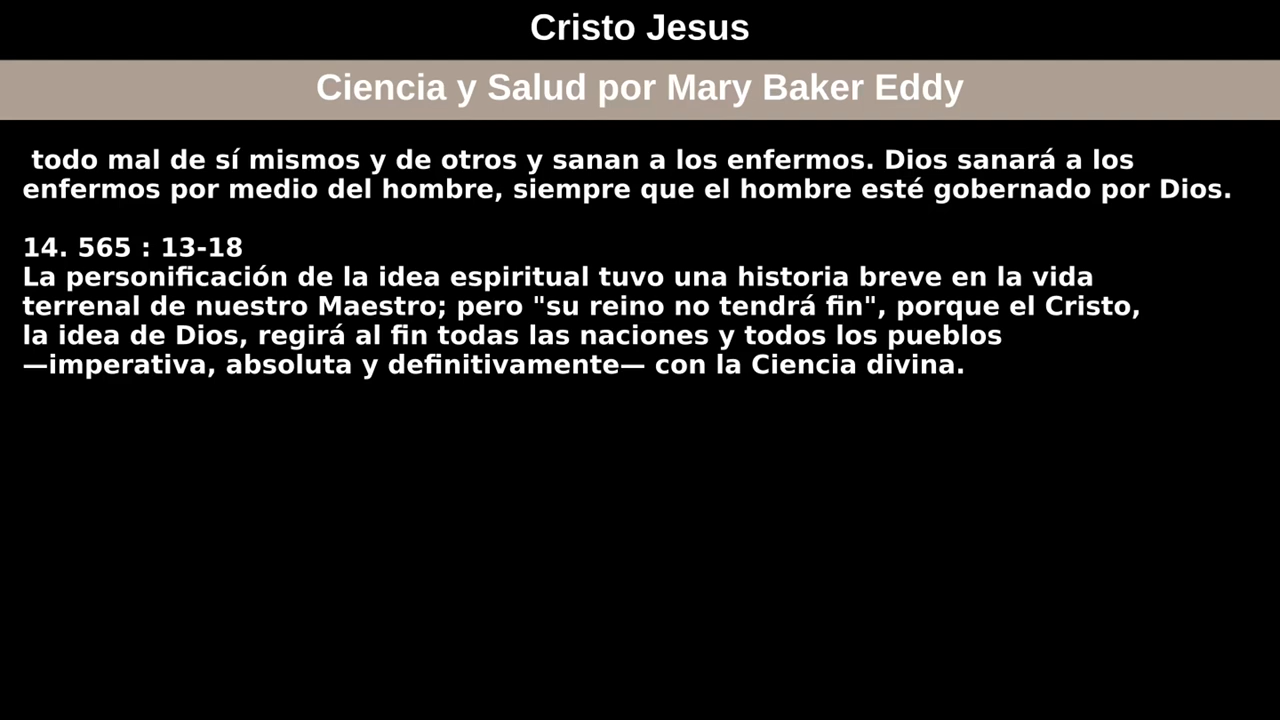 Cristo Jesus
Ciencia y Salud por Mary Baker Eddy
todo mal de sí mismos y de otros y sanan a los enfermos. Dios sanará a los
enfermos por medio del hombre, siempre que el hombre esté gobernado por Dios.
14. 565 : 13-18
La personificación de la idea espiritual tuvo una historia breve en la vida
terrenal de nuestro Maestro; pero "su reino no tendrá fin", porque el Cristo,
la idea de Dios, regirá al fin todas las naciones y todos los pueblos
—imperativa, absoluta y definitivamente— con la Ciencia divina.